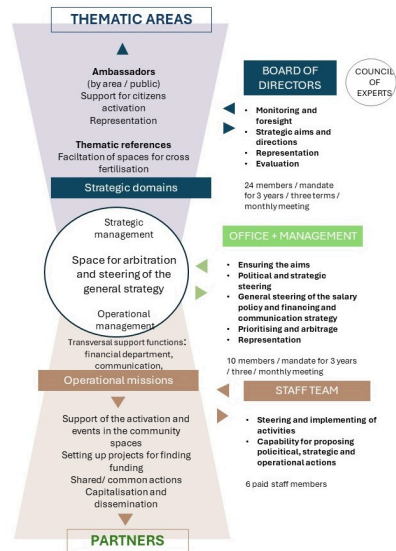 THEMATIC AREAS
Ambassadors
(by area / public)
Support for citizens
activation
Representation
Thematic references
Faciltation of spaces for cross
fertilisation
Strategic domains
Strategic
management
Space for arbitration
and steering of the
general strategy
Operational
management
Transversal support functions:
financial department,
communication,
Operational missions
Support of the activation and
events in the community
spaces
Setting up projects for finding
funding
Shared/ common actions
Capitalisation and
dissemination
PARTNERS
BOARD OF
DIRECTORS
COUNCIL
OF
EXPERTS
• Monitoring and
foresight
• Strategic aims and
directions
• Representation
• Evaluation
24 members / mandate
for 3 years / three terms /
monthly meeting
OFFICE + MANAGEMENT
• Ensuring the aims
• Political and strategic
steering
• General steering of the salary
policy and financing and
communication strategy
• Prioritising and arbitrage
• Representation
10 members / mandate for 3 years
/ three / monthly meeting
STAFF TEAM
• Steering and implementing of
activities
• Capability for proposing
policitical, strategic and
operational actions
6 paid staff members